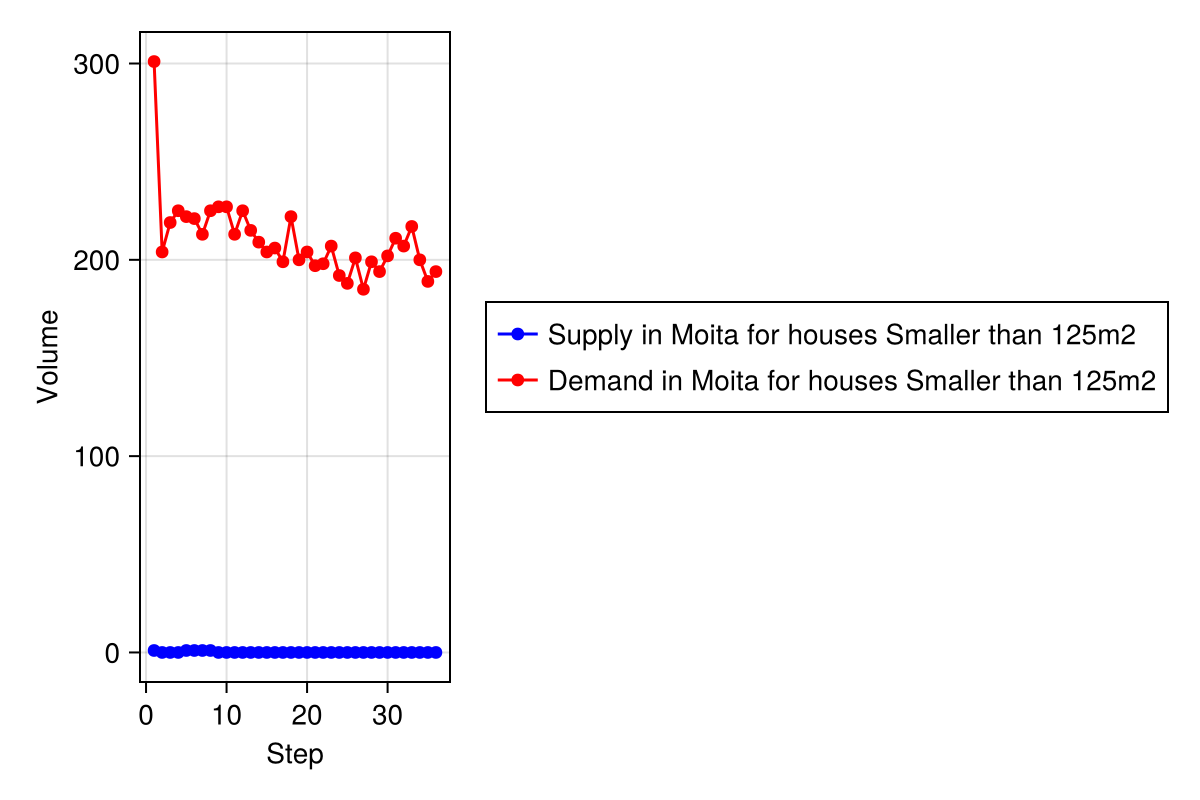 300
200
100
0
Volume
0 10 20 30
Step
Supply in Moita for houses Smaller than 125m2
Demand in Moita for houses Smaller than 125m2